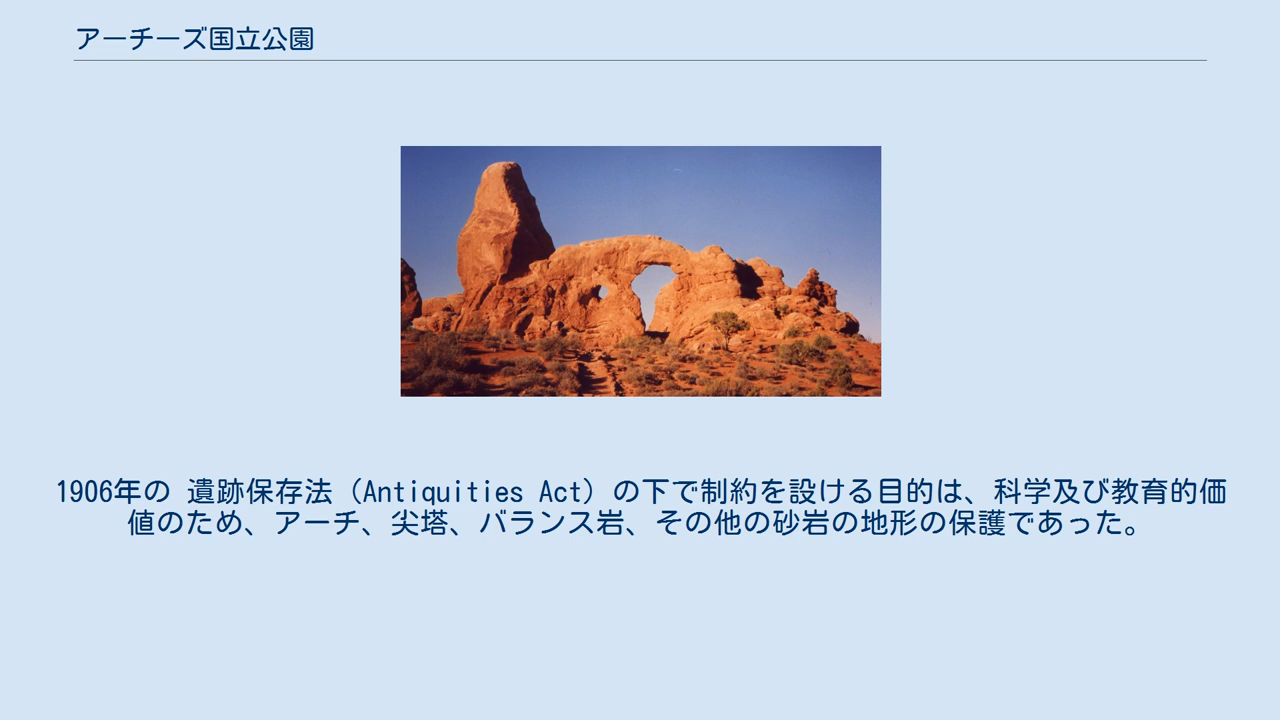 アーチーズ国立公園
1906年の 遺跡保存法（Antiquities Act）の下で制約を設ける目的は、科学及び教育的価
値のため、アーチ、尖塔、バランス岩、その他の砂岩の地形の保護であった。